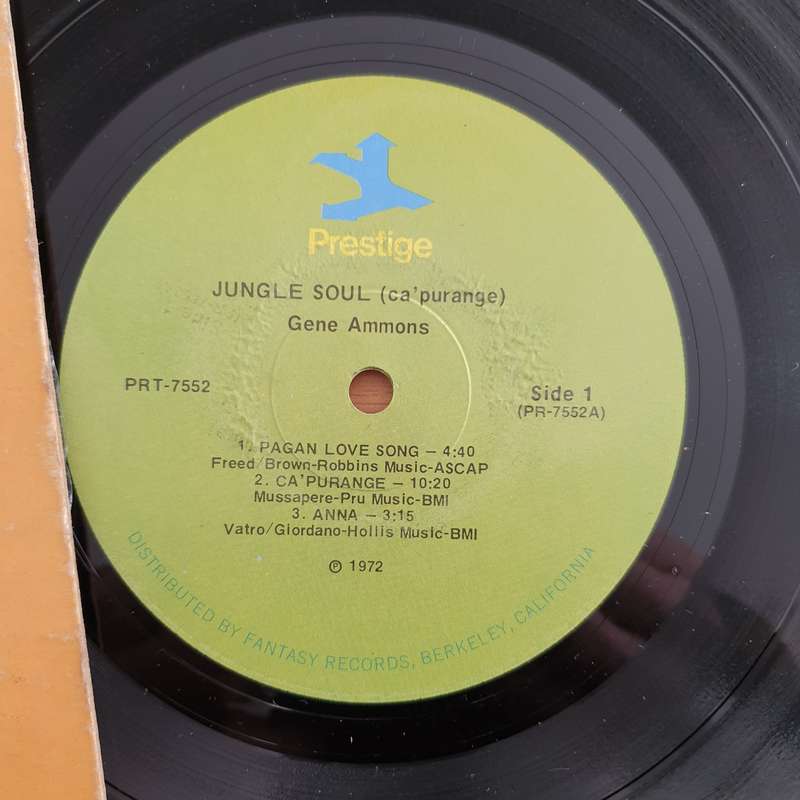 Prestige
JUNGLE SOUL (ca'purange)
Gene Ammons
PRT-7552
Side 1
(PR-7552A)
1. PAGAN LOVE SONG – 4:40
Freed/Brown-Robbins Music-ASCAP
2. CA'PURANGE – 10:20
Mussapere-Pru Music-BMI
3. ANNA – 3:15
Vatro/Giordano-Hollis Music-BMI
℗ 1972
DISTRIBUTED BY FANTASY RECORDS, BERKELEY, CALIFORNIA